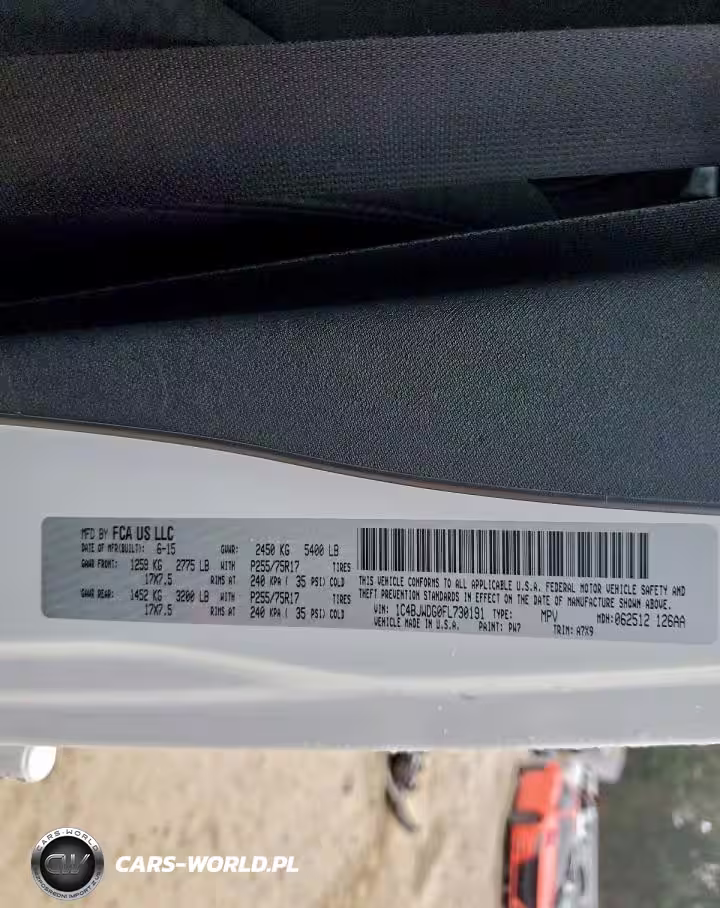 MFD BY FCA US LLC
DATE OF MFR(BUILT): 6-15 GVWR: 2450 KG 5400 LB
GAWR FRONT: 1259 KG 2775 LB WITH P255/75R17 TIRES
17X7.5 RIMS AT 240 KPA ( 35 PSI) COLD
GAWR REAR: 1452 KG 3200 LB WITH P255/75R17 TIRES
17X7.5 RIMS AT 240 KPA ( 35 PSI) COLD
THIS VEHICLE CONFORMS TO ALL APPLICABLE U.S.A. FEDERAL MOTOR VEHICLE SAFETY AND
THEFT PREVENTION STANDARDS IN EFFECT ON THE DATE OF MANUFACTURE SHOWN ABOVE.
VIN: 1C4BJWDG0FL730191 TYPE: MPV MDH: 062512 126AA
VEHICLE MADE IN U.S.A. PAINT: PW7 TRIM: A7X9
CARS-WORLD
CW
CARS-WORLD.PL